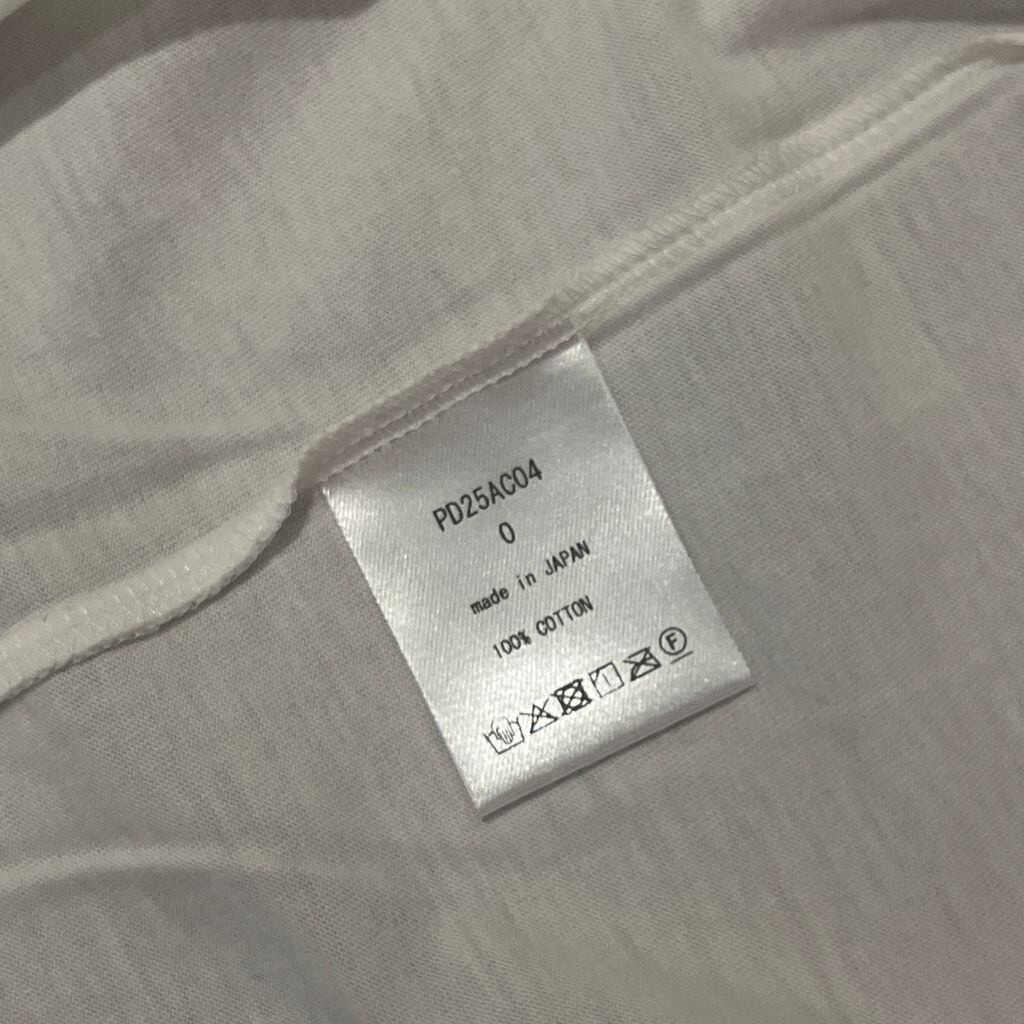 PD25AC04
0
made in JAPAN
100% COTTON
F